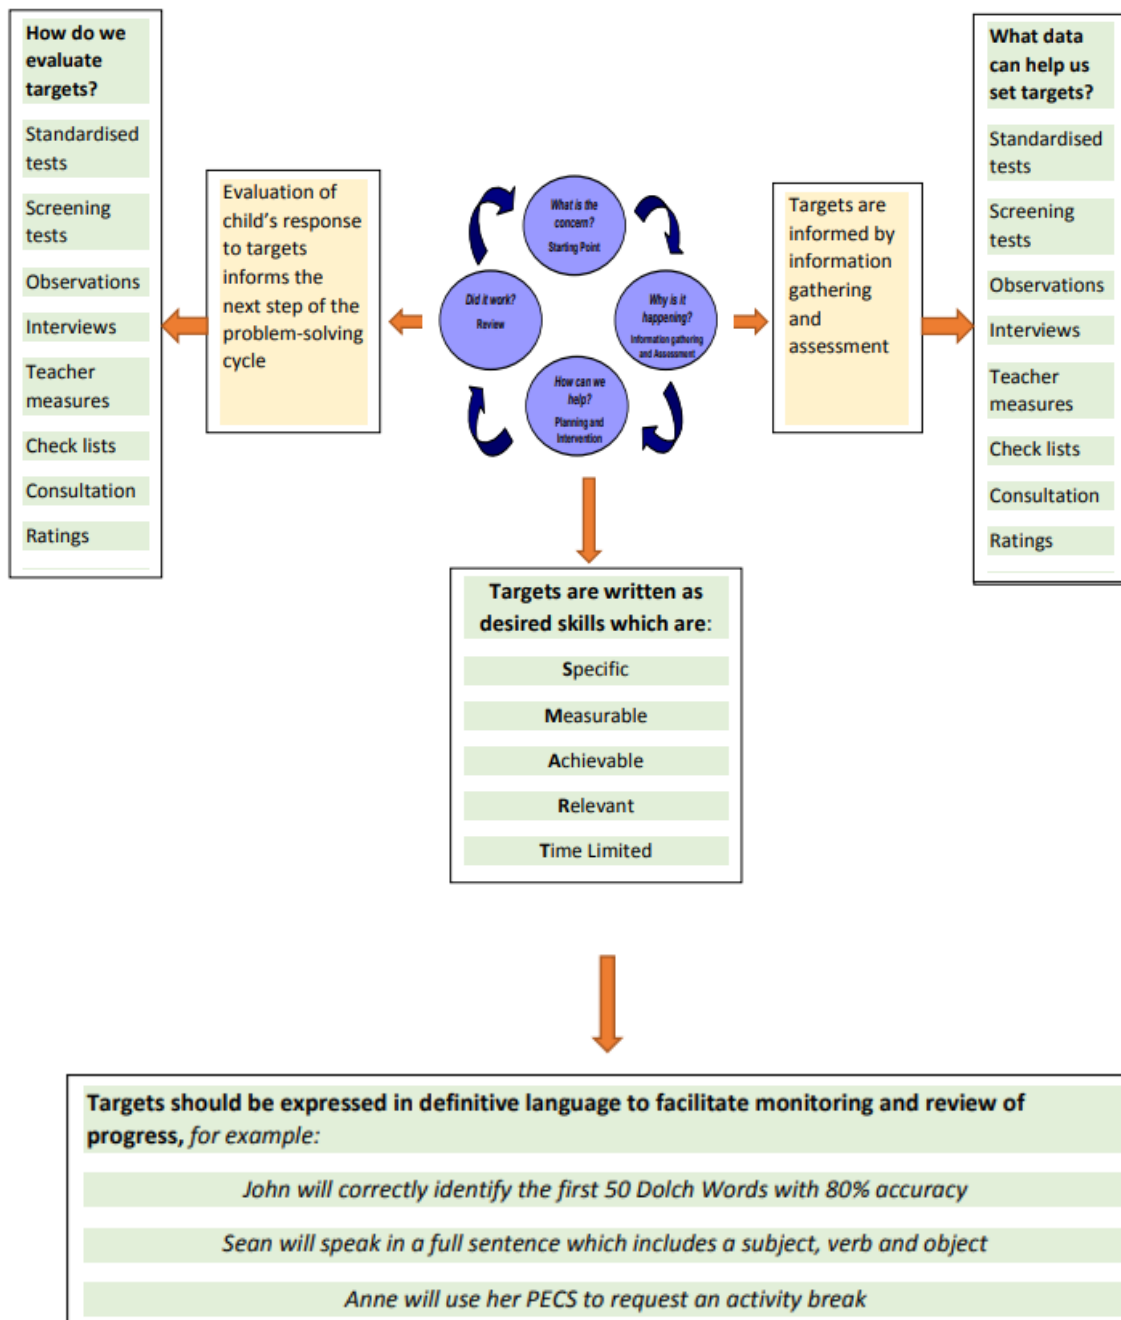 How do we
evaluate
targets?
Standardised
tests
Screening
tests
Observations
Interviews
Teacher
measures
Check lists
Consultation
Ratings
Evaluation of
child's response
to targets
informs the
next step of the
problem-solving
cycle
What is the
concern?
Starting Point
Why is it
happening?
Information gathering
and Assessment
How can we
help?
Planning and
Intervention
Did it work?
Review
Targets are
informed by
information
gathering
and
assessment
What data
can help us
set targets?
Standardised
tests
Screening
tests
Observations
Interviews
Teacher
measures
Check lists
Consultation
Ratings
Targets are written as
desired skills which are:
Specific
Measurable
Achievable
Relevant
Time Limited
Targets should be expressed in definitive language to facilitate monitoring and review of
progress, for example:
John will correctly identify the first 50 Dolch Words with 80% accuracy
Sean will speak in a full sentence which includes a subject, verb and object
Anne will use her PECS to request an activity break